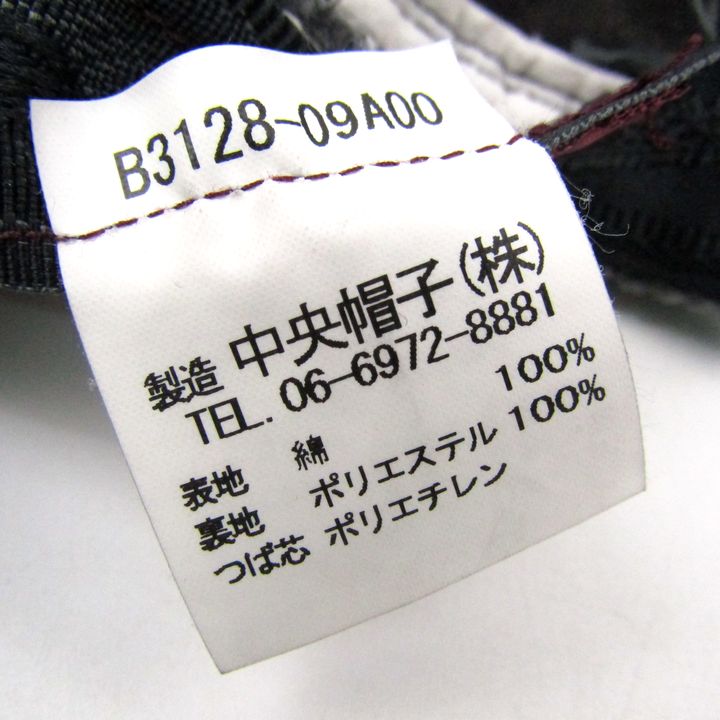 B3128-09A00
製造 中央帽子(株)
TEL. 06-6972-8881
表地 綿 100%
裏地 ポリエステル 100%
つば芯 ポリエチレン